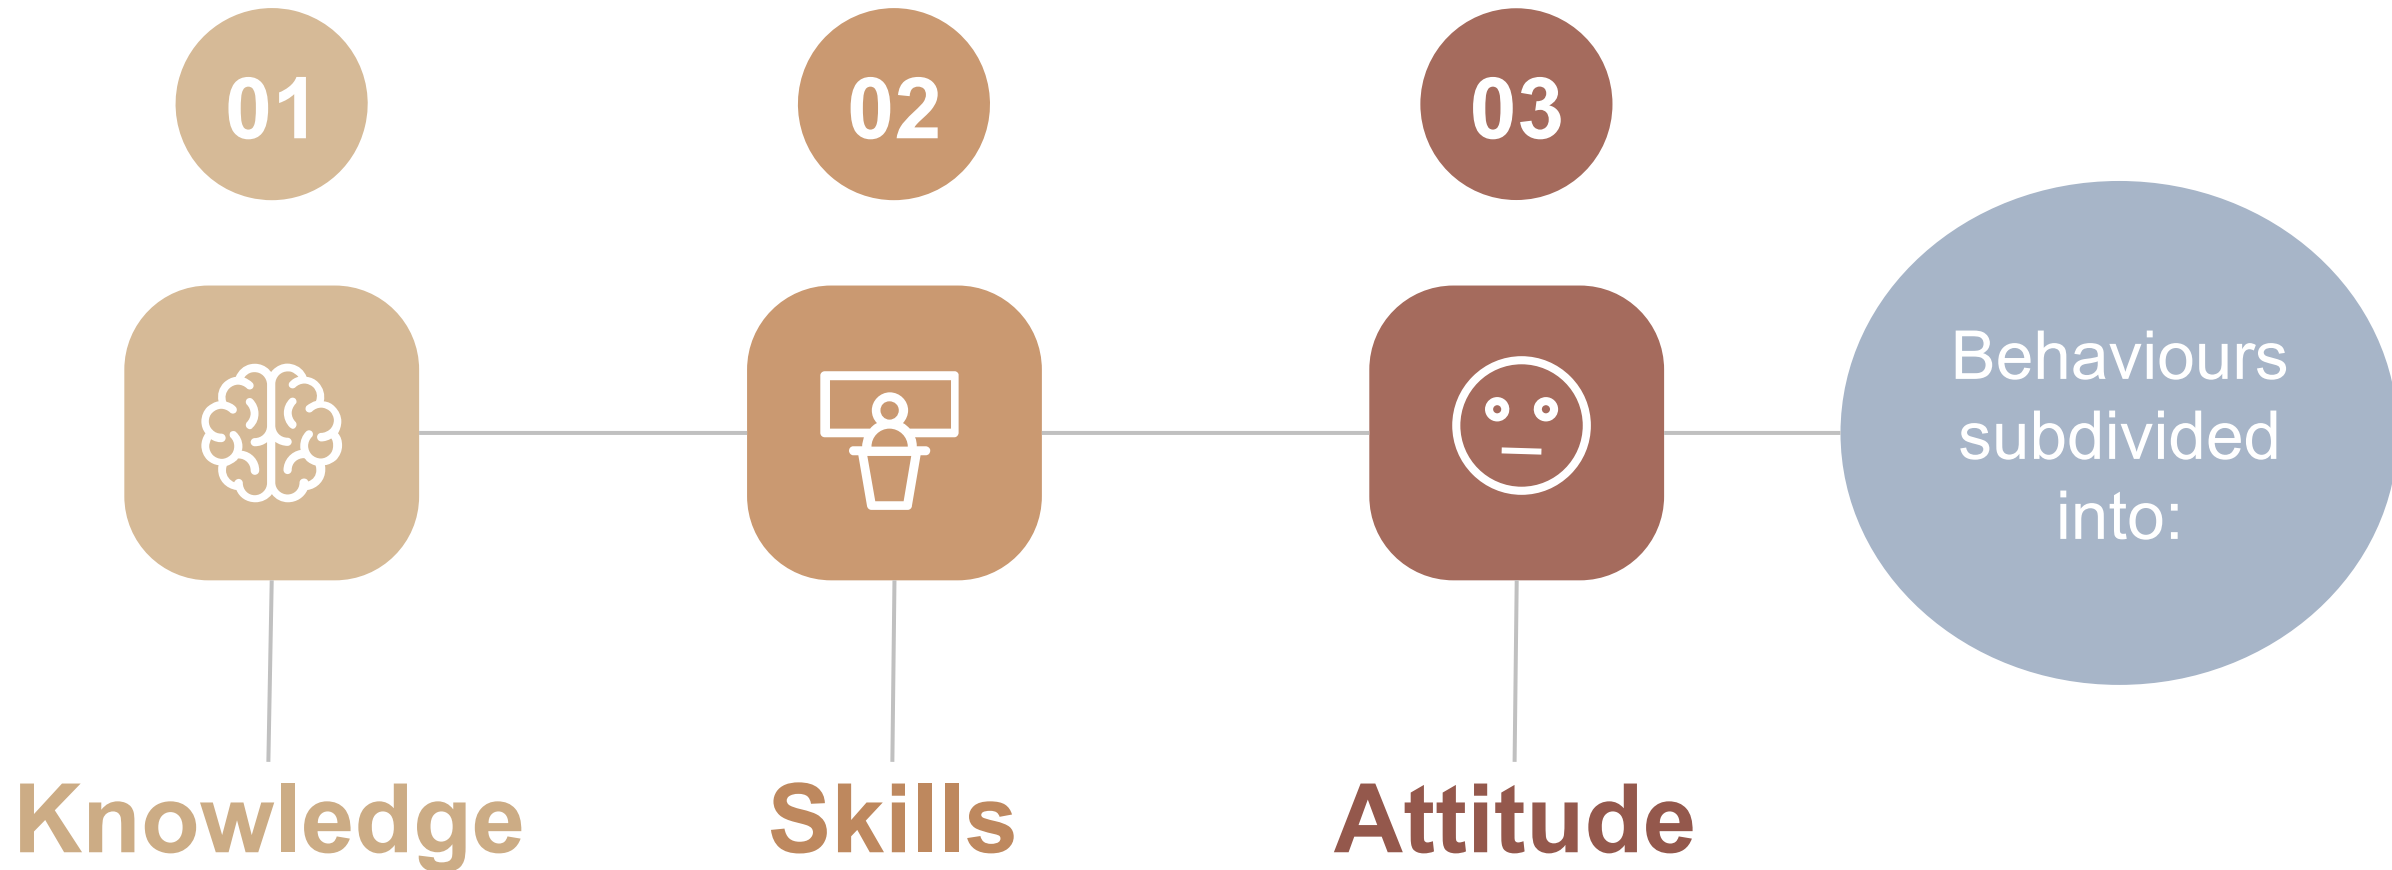 01
02
03
Behaviours
subdivided
into:
Knowledge
Skills
Attitude